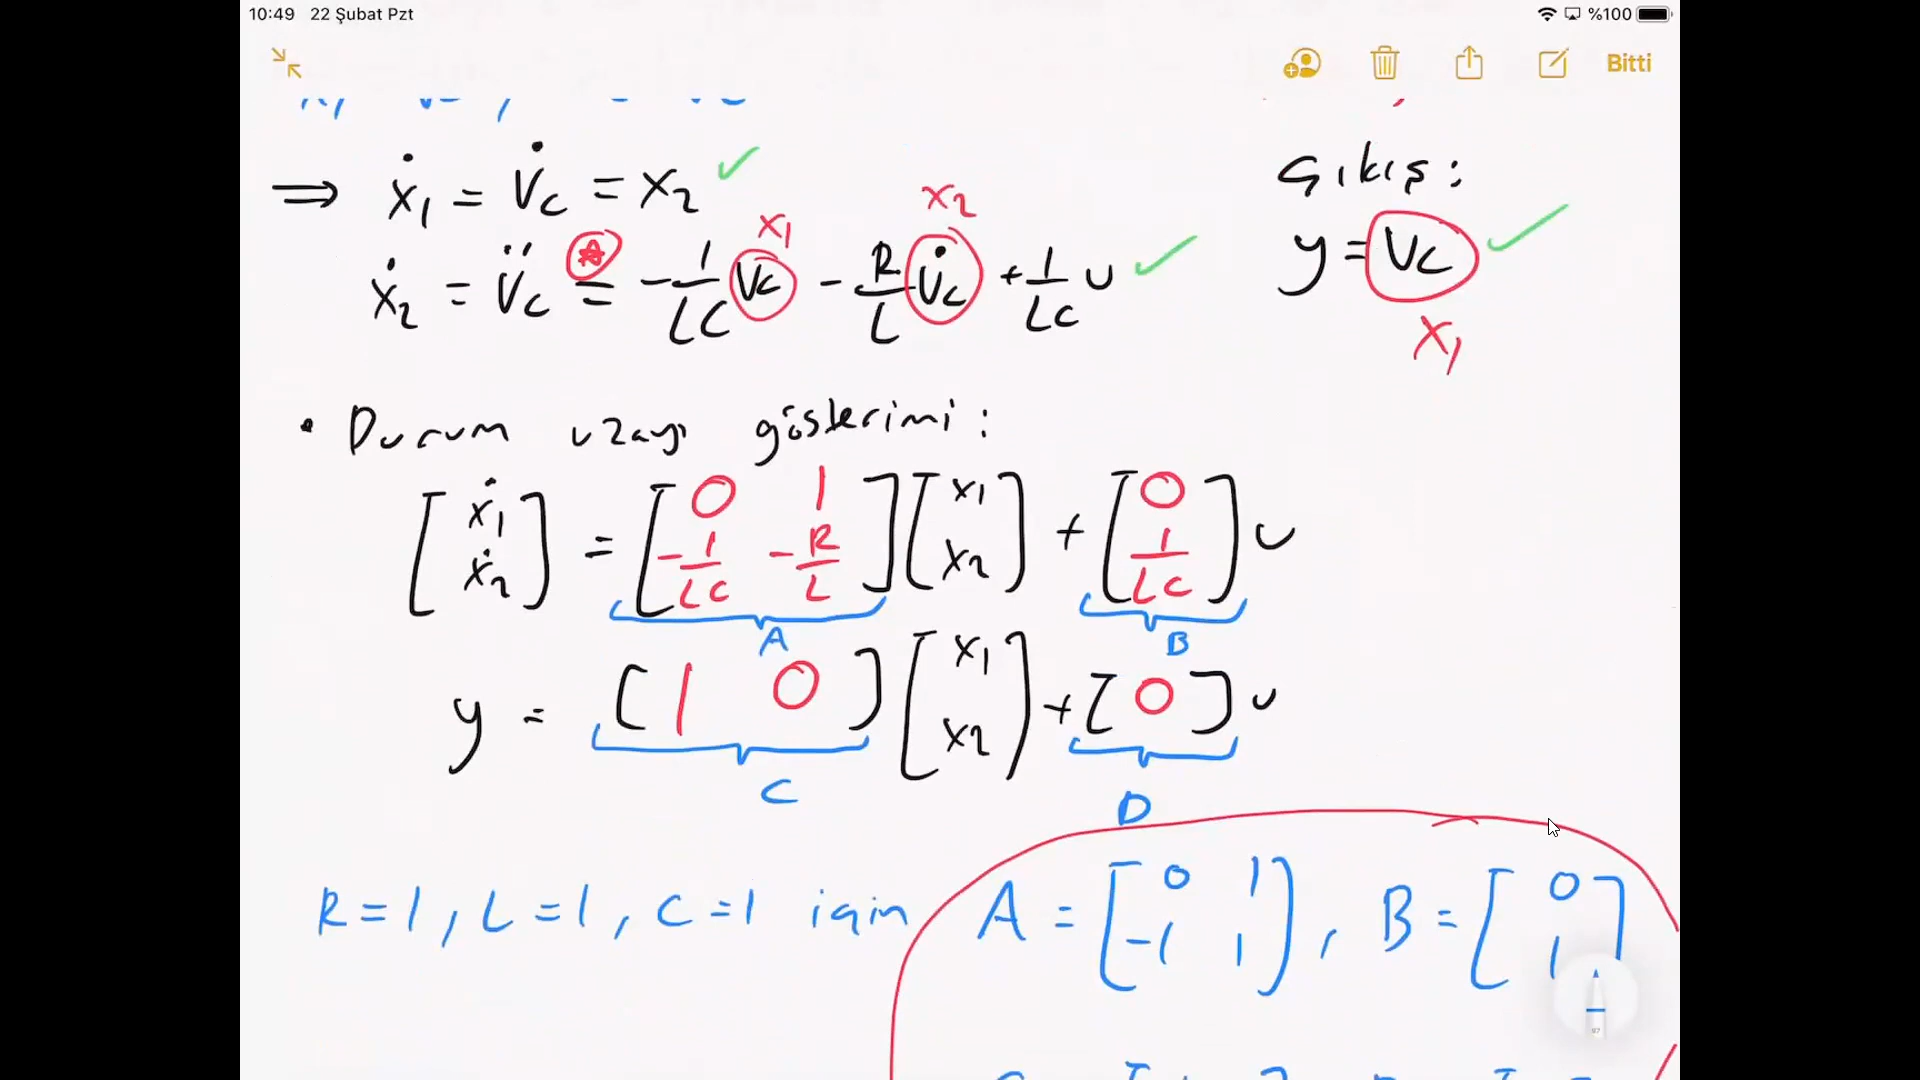 10:49 22 Şubat Pzt %100
Bitti
⇒ ẋ1 = V̇c = x2 ✓
Çıkış:
y = Vc ✓
x1
x1 x2
ẋ2 = V̈c = -1/LC Vc - R/L V̇c + 1/LC u ✓
• Durum uzayı gösterimi:
[ẋ1 ẋ2] = [0 1 -1/LC -R/L] [x1 x2] + [0 1/LC] u
A B
y = [1 0] [x1 x2] + [0] u
C D
R=1, L=1, C=1 için A = [0 1 -1 1], B = [0 1]